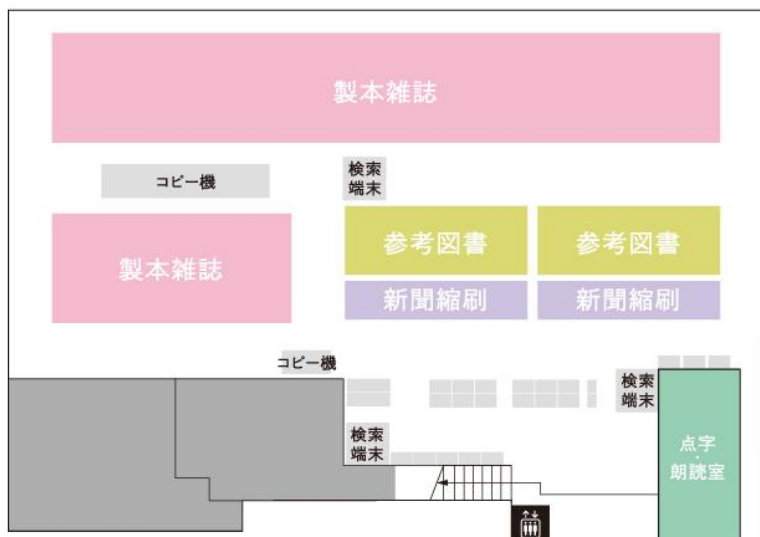 製本雑誌
コピー機
検索
端末
製本雑誌
参考図書
参考図書
新聞縮刷
新聞縮刷
コピー機
検索
端末
検索
端末
点字
・
朗読室